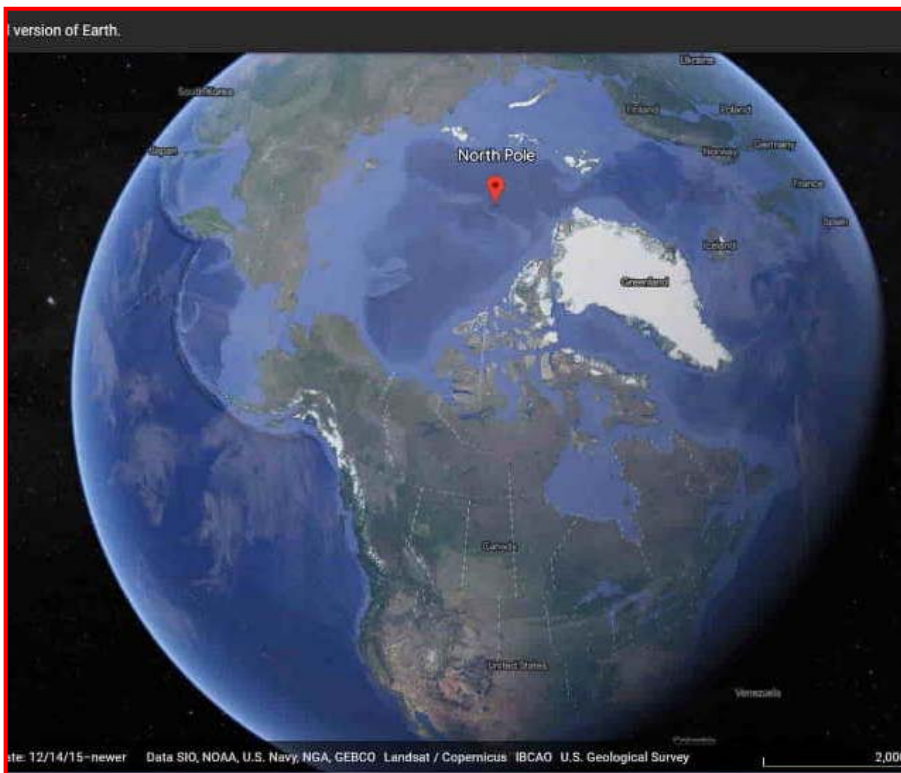 l version of Earth.
Ukraine
South Korea
Finland
Poland
Japan
Norway
Germany
North Pole
France
Spain
Iceland
Greenland
Canada
United States
Venezuela
Colombia
ate: 12/14/15–newer Data SIO, NOAA, U.S. Navy, NGA, GEBCO Landsat / Copernicus IBCAO U.S. Geological Survey 2,00